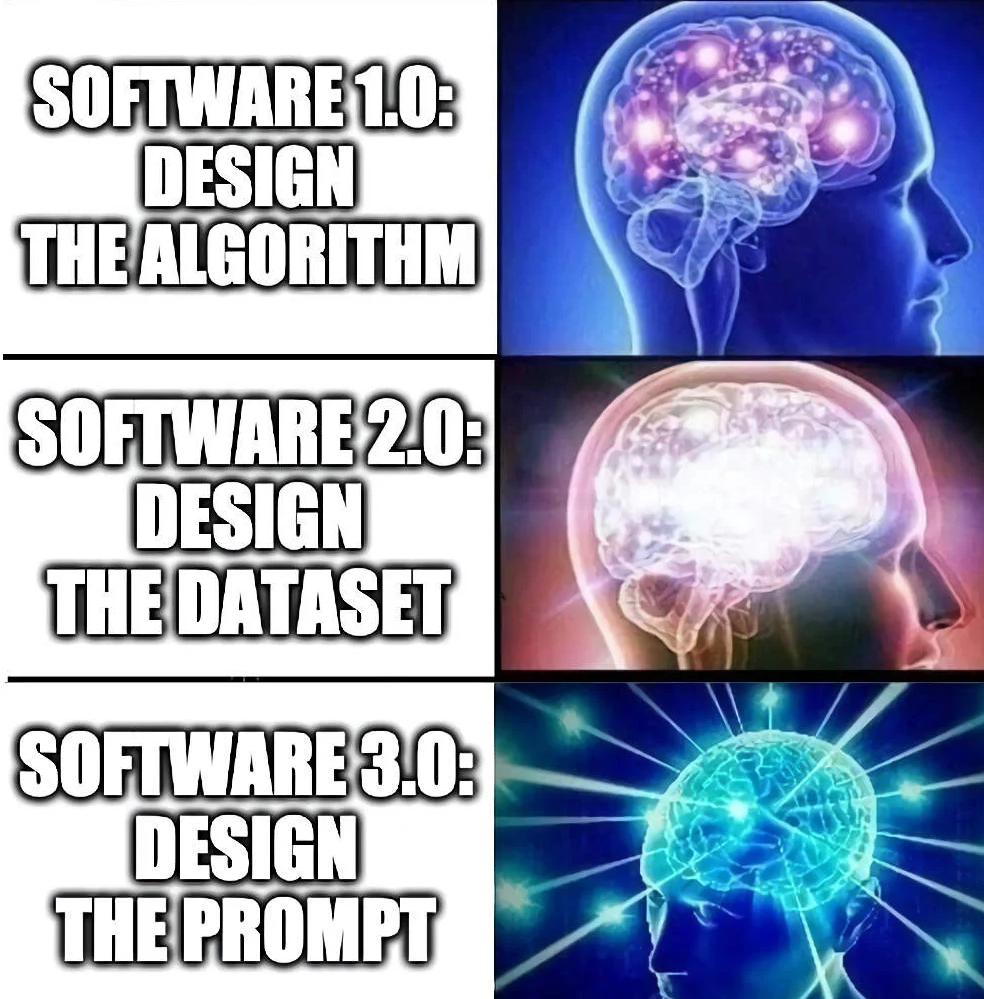 SOFTWARE 1.0:
DESIGN
THE ALGORITHM
SOFTWARE 2.0:
DESIGN
THE DATASET
SOFTWARE 3.0:
DESIGN
THE PROMPT